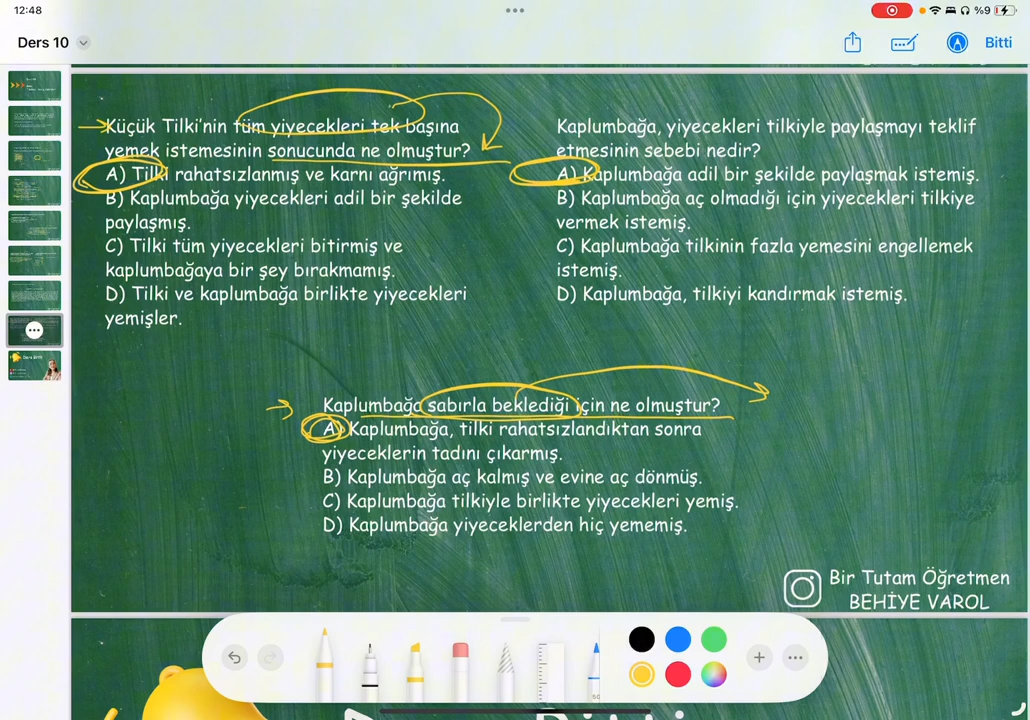 12:48
%9
Ders 10
Bitti
Küçük Tilki'nin tüm yiyecekleri tek başına
yemek istemesinin sonucunda ne olmuştur?
A) Tilki rahatsızlanmış ve karnı ağrımış.
B) Kaplumbağa yiyecekleri adil bir şekilde
paylaşmış.
C) Tilki tüm yiyecekleri bitirmiş ve
kaplumbağaya bir şey bırakmamış.
D) Tilki ve kaplumbağa birlikte yiyecekleri
yemişler.
Kaplumbağa, yiyecekleri tilkiyle paylaşmayı teklif
etmesinin sebebi nedir?
A) Kaplumbağa adil bir şekilde paylaşmak istemiş.
B) Kaplumbağa aç olmadığı için yiyecekleri tilkiye
vermek istemiş.
C) Kaplumbağa tilkinin fazla yemesini engellemek
istemiş.
D) Kaplumbağa, tilkiyi kandırmak istemiş.
Kaplumbağa sabırla beklediği için ne olmuştur?
A) Kaplumbağa, tilki rahatsızlandıktan sonra
yiyeceklerin tadını çıkarmış.
B) Kaplumbağa aç kalmış ve evine aç dönmüş.
C) Kaplumbağa tilkiyle birlikte yiyecekleri yemiş.
D) Kaplumbağa yiyeceklerden hiç yememiş.
Bir Tutam Öğretmen
BEHİYE VAROL